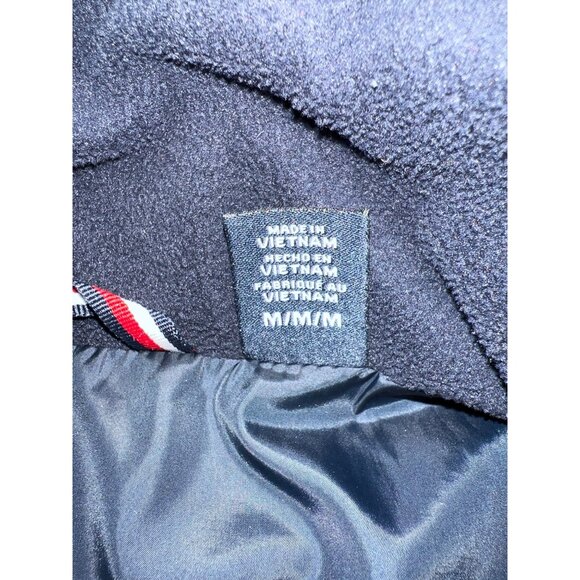 MADE IN
VIETNAM
HECHO EN
VIETNAM
FABRIQUÉ AU
VIETNAM
M/M/M